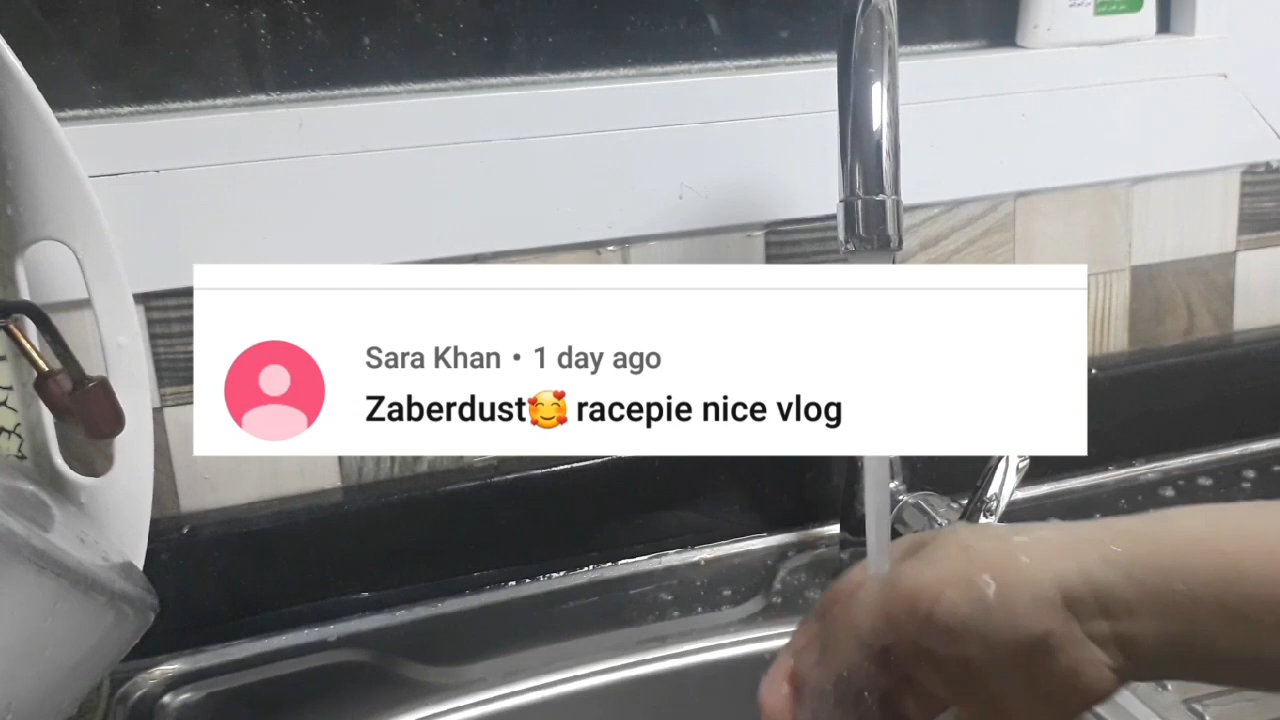 Sara Khan • 1 day ago
Zaberdust🥰 racepie nice vlog